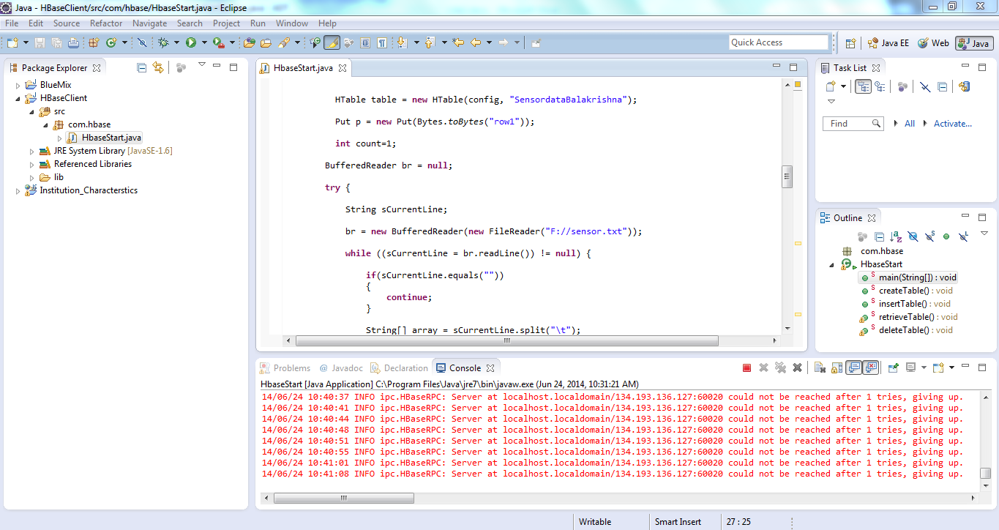 Java - HBaseClient/src/com/hbase/HbaseStart.java - Eclipse
File Edit Source Refactor Navigate Search Project Run Window Help
Quick Access
Java EE
Web
Java
Package Explorer
BlueMix
HBaseClient
src
com.hbase
HbaseStart.java
JRE System Library [JavaSE-1.6]
Referenced Libraries
lib
Institution_Characterstics
HbaseStart.java
HTable table = new HTable(config, "SensordataBalakrishna");
Put p = new Put(Bytes.toBytes("row1"));
int count=1;
BufferedReader br = null;
try {
String sCurrentLine;
br = new BufferedReader(new FileReader("F://sensor.txt"));
while ((sCurrentLine = br.readLine()) != null) {
if(sCurrentLine.equals(""))
{
continue;
}
String[] array = sCurrentLine.split("\t");
Task List
Find
All
Activate...
Outline
com.hbase
HbaseStart
main(String[]) : void
createTable() : void
insertTable() : void
retrieveTable() : void
deleteTable() : void
Problems @ Javadoc Declaration Console
HbaseStart [Java Application] C:\Program Files\Java\jre7\bin\javaw.exe (Jun 24, 2014, 10:31:21 AM)
14/06/24 10:40:37 INFO ipc.HBaseRPC: Server at localhost.localdomain/134.193.136.127:60020 could not be reached after 1 tries, giving up.
14/06/24 10:40:41 INFO ipc.HBaseRPC: Server at localhost.localdomain/134.193.136.127:60020 could not be reached after 1 tries, giving up.
14/06/24 10:40:44 INFO ipc.HBaseRPC: Server at localhost.localdomain/134.193.136.127:60020 could not be reached after 1 tries, giving up.
14/06/24 10:40:48 INFO ipc.HBaseRPC: Server at localhost.localdomain/134.193.136.127:60020 could not be reached after 1 tries, giving up.
14/06/24 10:40:51 INFO ipc.HBaseRPC: Server at localhost.localdomain/134.193.136.127:60020 could not be reached after 1 tries, giving up.
14/06/24 10:40:55 INFO ipc.HBaseRPC: Server at localhost.localdomain/134.193.136.127:60020 could not be reached after 1 tries, giving up.
14/06/24 10:41:01 INFO ipc.HBaseRPC: Server at localhost.localdomain/134.193.136.127:60020 could not be reached after 1 tries, giving up.
14/06/24 10:41:08 INFO ipc.HBaseRPC: Server at localhost.localdomain/134.193.136.127:60020 could not be reached after 1 tries, giving up.
Writable
Smart Insert
27 : 25